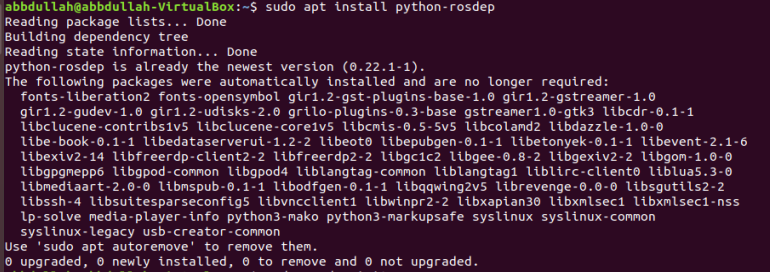 abbdullah@abbdullah-VirtualBox:~$ sudo apt install python-rosdep
Reading package lists... Done
Building dependency tree
Reading state information... Done
python-rosdep is already the newest version (0.22.1-1).
The following packages were automatically installed and are no longer required:
fonts-liberation2 fonts-opensymbol gir1.2-gst-plugins-base-1.0 gir1.2-gstreamer-1.0
gir1.2-gudev-1.0 gir1.2-udisks-2.0 grilo-plugins-0.3-base gstreamer1.0-gtk3 libcdr-0.1-1
libclucene-contribs1v5 libclucene-core1v5 libcmis-0.5-5v5 libcolamd2 libdazzle-1.0-0
libe-book-0.1-1 libedataserverui-1.2-2 libeot0 libepubgen-0.1-1 libetonyek-0.1-1 libevent-2.1-6
libexiv2-14 libfreerdp-client2-2 libfreerdp2-2 libgc1c2 libgee-0.8-2 libgexiv2-2 libgom-1.0-0
libgpgmepp6 libgpod-common libgpod4 liblangtag-common liblangtag1 liblirc-client0 liblua5.3-0
libmediaart-2.0-0 libmspub-0.1-1 libodfgen-0.1-1 libqqwing2v5 librevenge-0.0-0 libsgutils2-2
libssh-4 libsuitesparseconfig5 libvncclient1 libwinpr2-2 libxapian30 libxmlsec1 libxmlsec1-nss
lp-solve media-player-info python3-mako python3-markupsafe syslinux syslinux-common
syslinux-legacy usb-creator-common
Use 'sudo apt autoremove' to remove them.
0 upgraded, 0 newly installed, 0 to remove and 0 not upgraded.